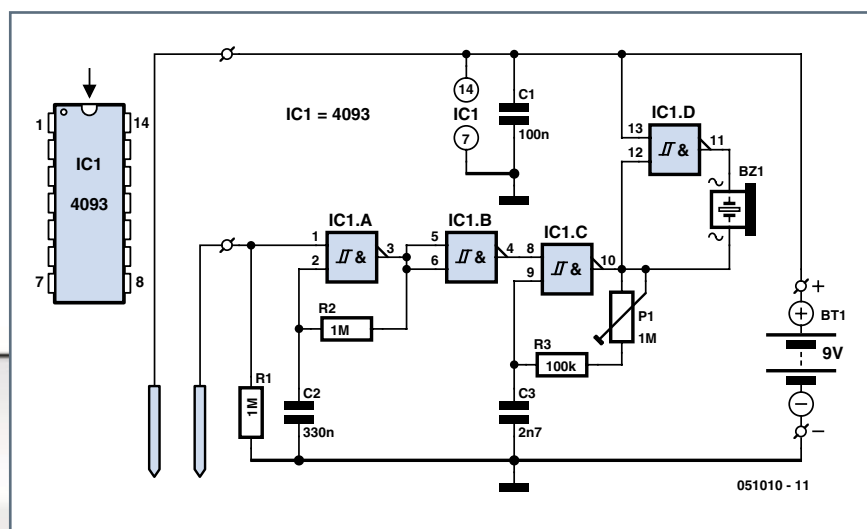 1
14
IC1
4093
7
8
IC1 = 4093
14
IC1
7
C1
100n
IC1.D
13
12
11
& 
BZ1
IC1.A
1
2
3
&
IC1.B
5
6
4
&
IC1.C
8
9
10
&
R2
1M
P1
1M
R3
100k
R1
1M
C2
330n
C3
2n7
+
BT1
9V
–
051010 - 11